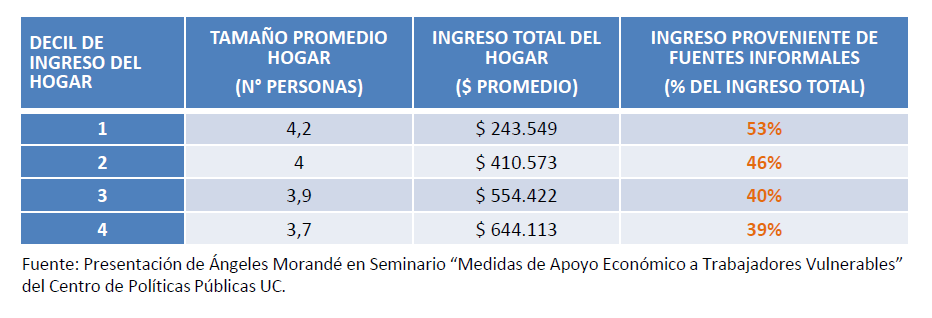 DECIL DE INGRESO DEL HOGAR | TAMAÑO PROMEDIO HOGAR (N° PERSONAS) | INGRESO TOTAL DEL HOGAR ($ PROMEDIO) | INGRESO PROVENIENTE DE FUENTES INFORMALES (% DEL INGRESO TOTAL)
1 | 4,2 | $ 243.549 | 53%
2 | 4 | $ 410.573 | 46%
3 | 3,9 | $ 554.422 | 40%
4 | 3,7 | $ 644.113 | 39%
Fuente: Presentación de Ángeles Morandé en Seminario “Medidas de Apoyo Económico a Trabajadores Vulnerables”
del Centro de Políticas Públicas UC.